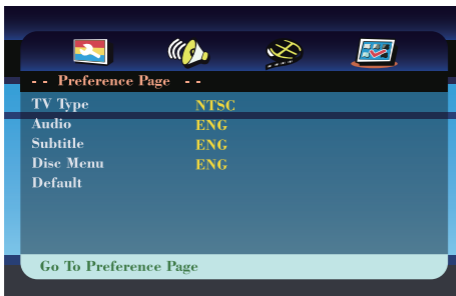 - - Preference Page - -
TV Type NTSC
Audio ENG
Subtitle ENG
Disc Menu ENG
Default
Go To Preference Page